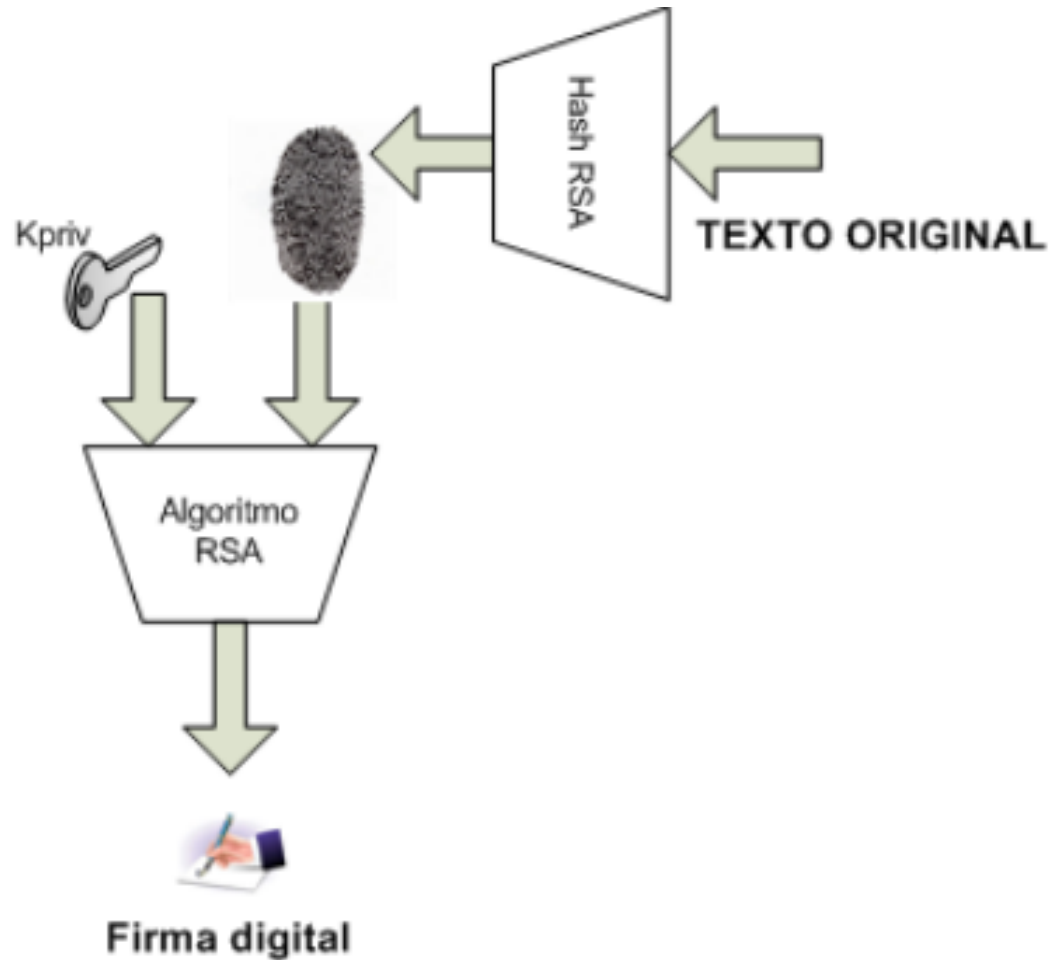 Hash RSA
TEXTO ORIGINAL
Kpriv
Algoritmo
RSA
Firma digital